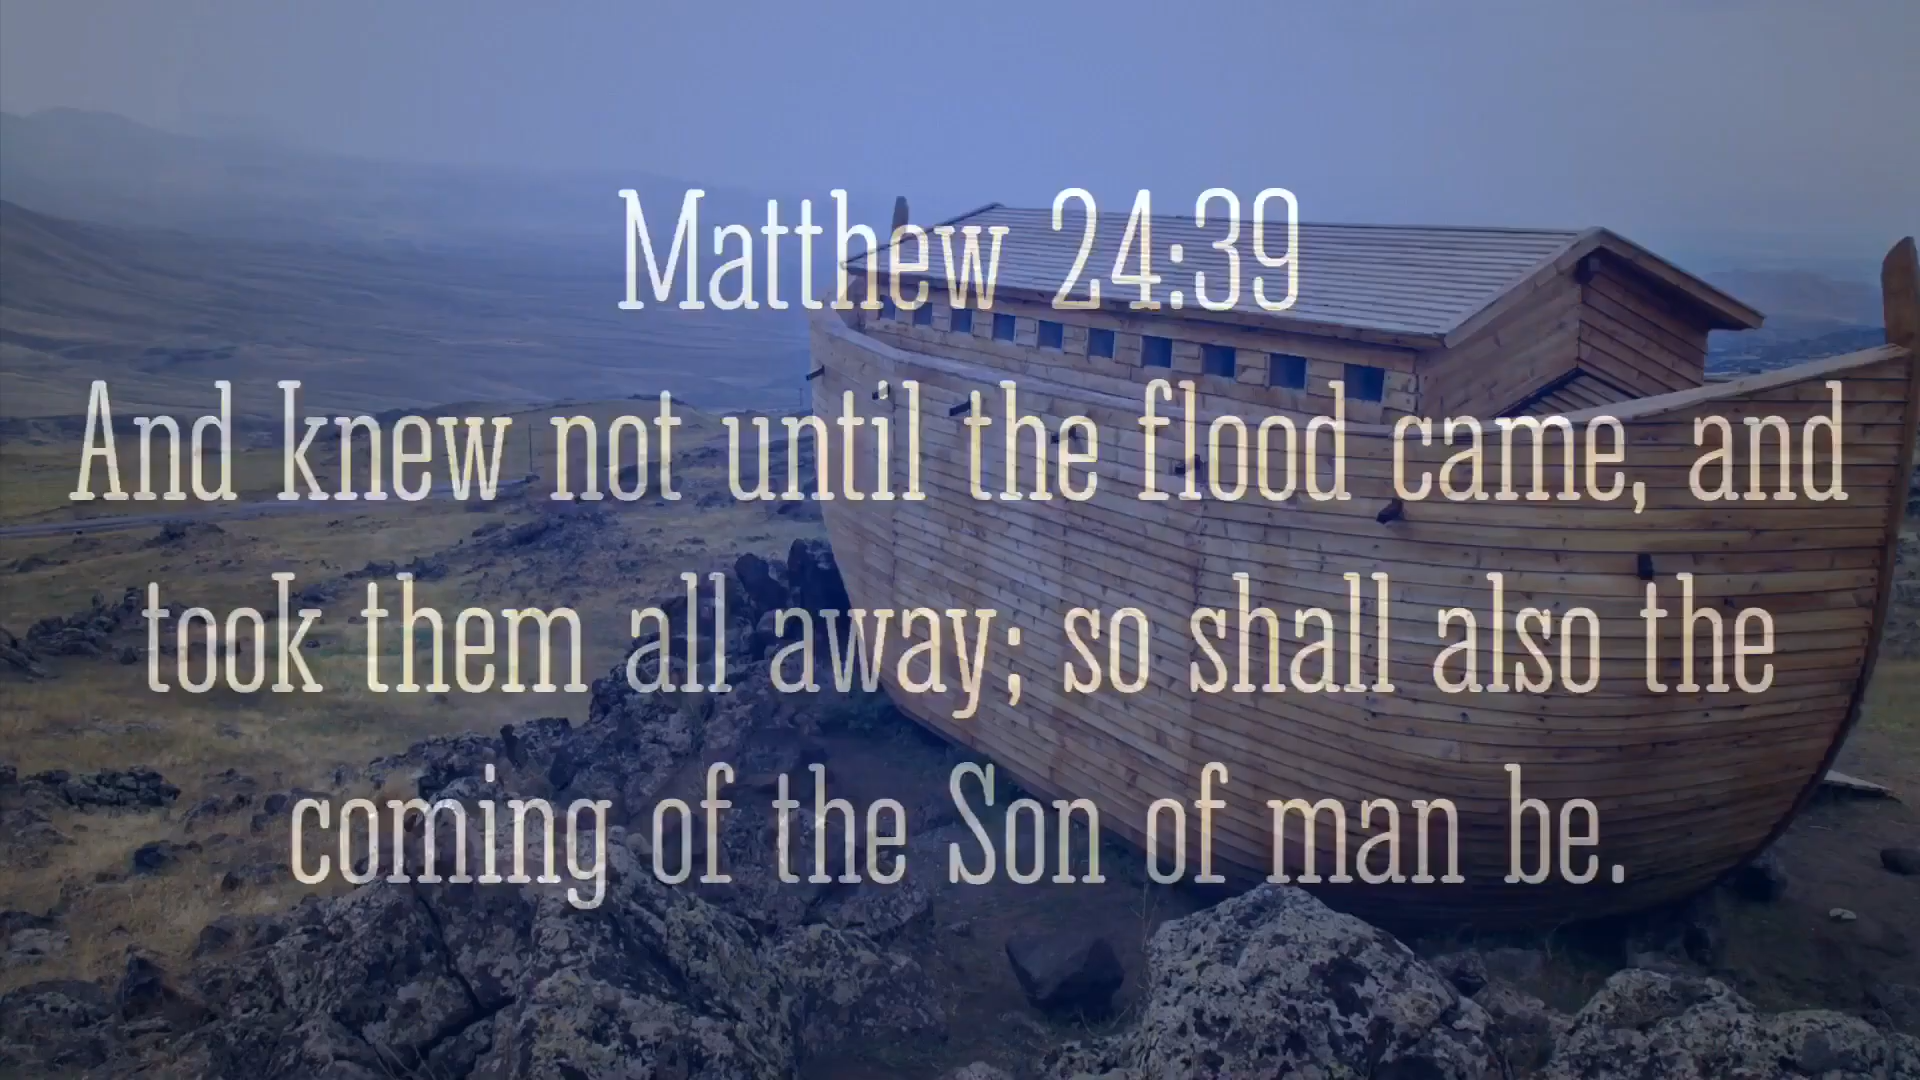 Matthew 24:39
And knew not until the flood came, and
took them all away; so shall also the
coming of the Son of man be.